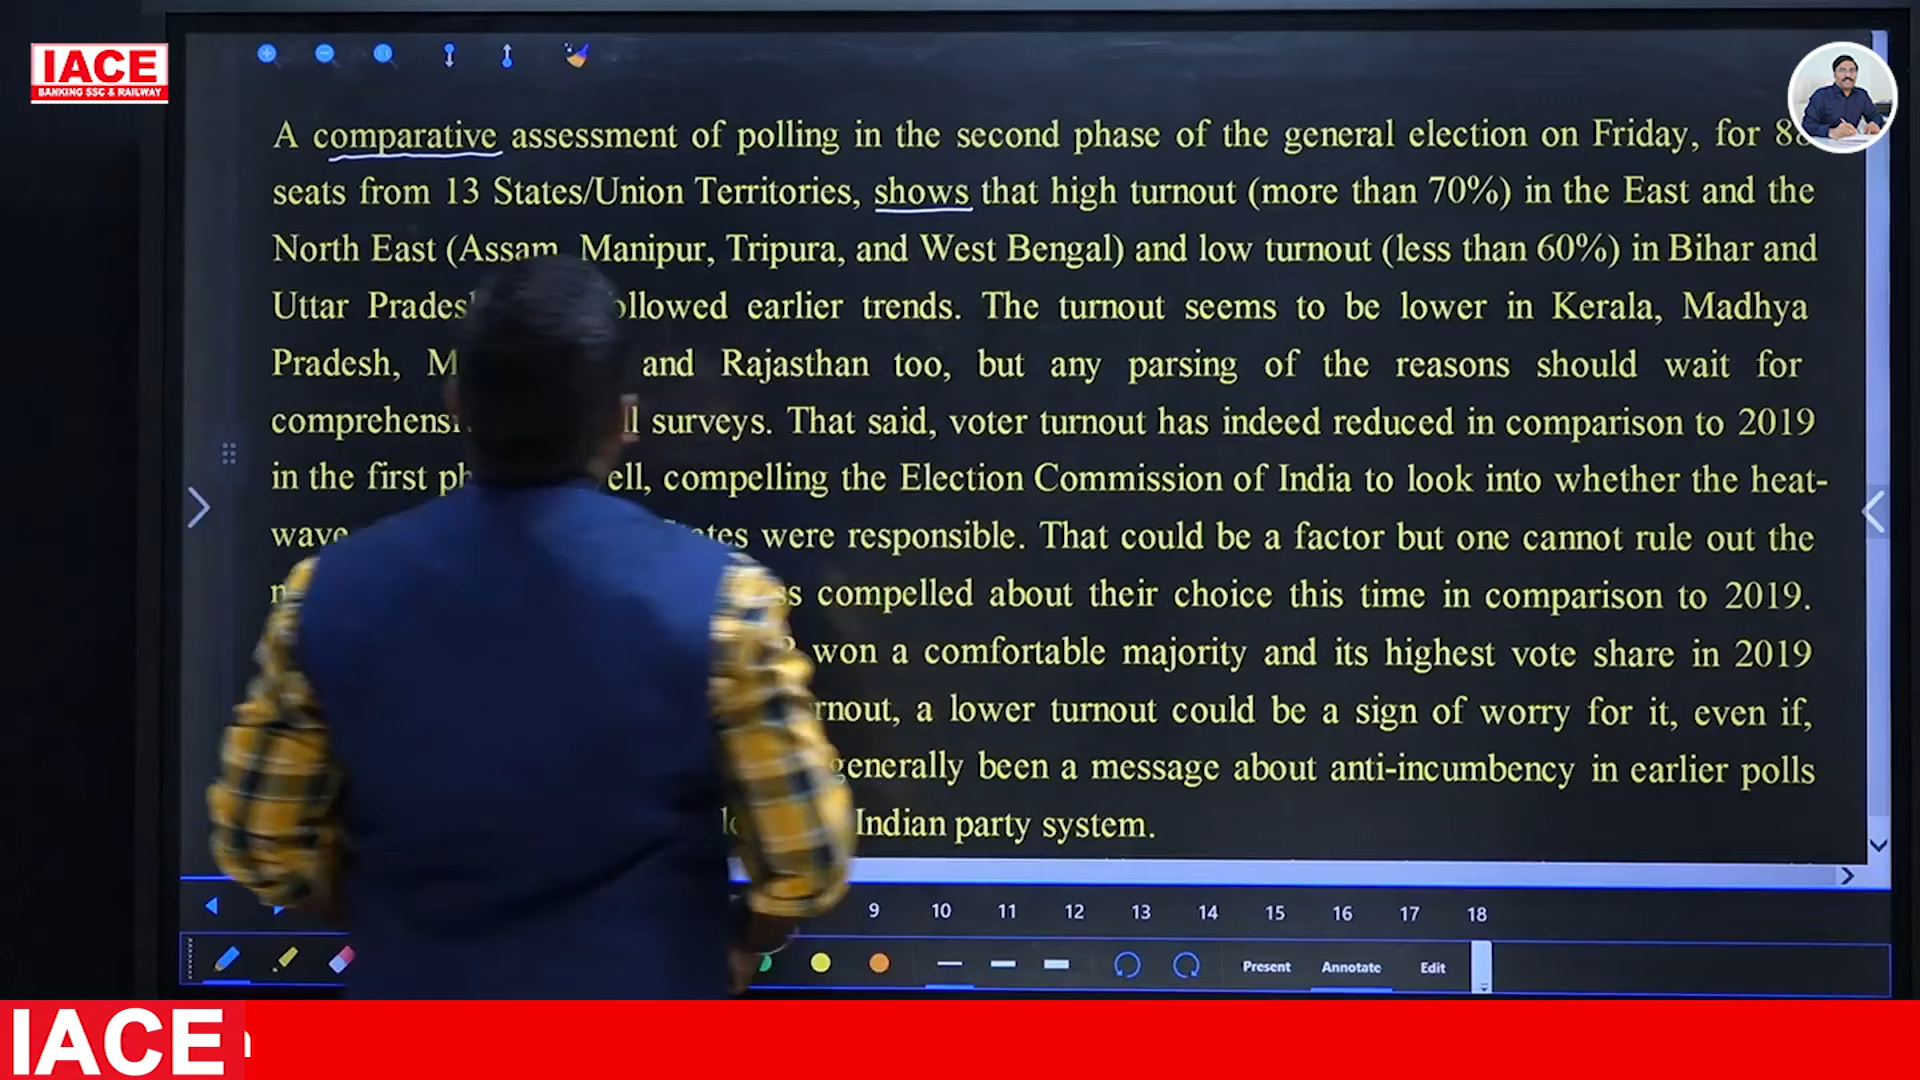 IACE
BANKING SSC & RAILWAY
A comparative assessment of polling in the second phase of the general election on Friday, for
seats from 13 States/Union Territories, shows that high turnout (more than 70%) in the East and the
North East (Assam, Manipur, Tripura, and West Bengal) and low turnout (less than 60%) in Bihar and
Uttar earlier trends. The turnout seems to be lower in Kerala, Madhya
Pradesh, and Rajasthan too, but any parsing of the reasons should wait for
surveys. That said, voter turnout has indeed reduced in comparison to 2019
in the first compelling the Election Commission of India to look into whether the heat-
wave were responsible. That could be a factor but one cannot rule out the
compelled about their choice this time in comparison to 2019.
won a comfortable majority and its highest vote share in 2019
a lower turnout could be a sign of worry for it, even if,
generally been a message about anti-incumbency in earlier polls
Indian party system.
9 10 11 12 13 14 15 16 17 18
Present Annotate Edit
IACE